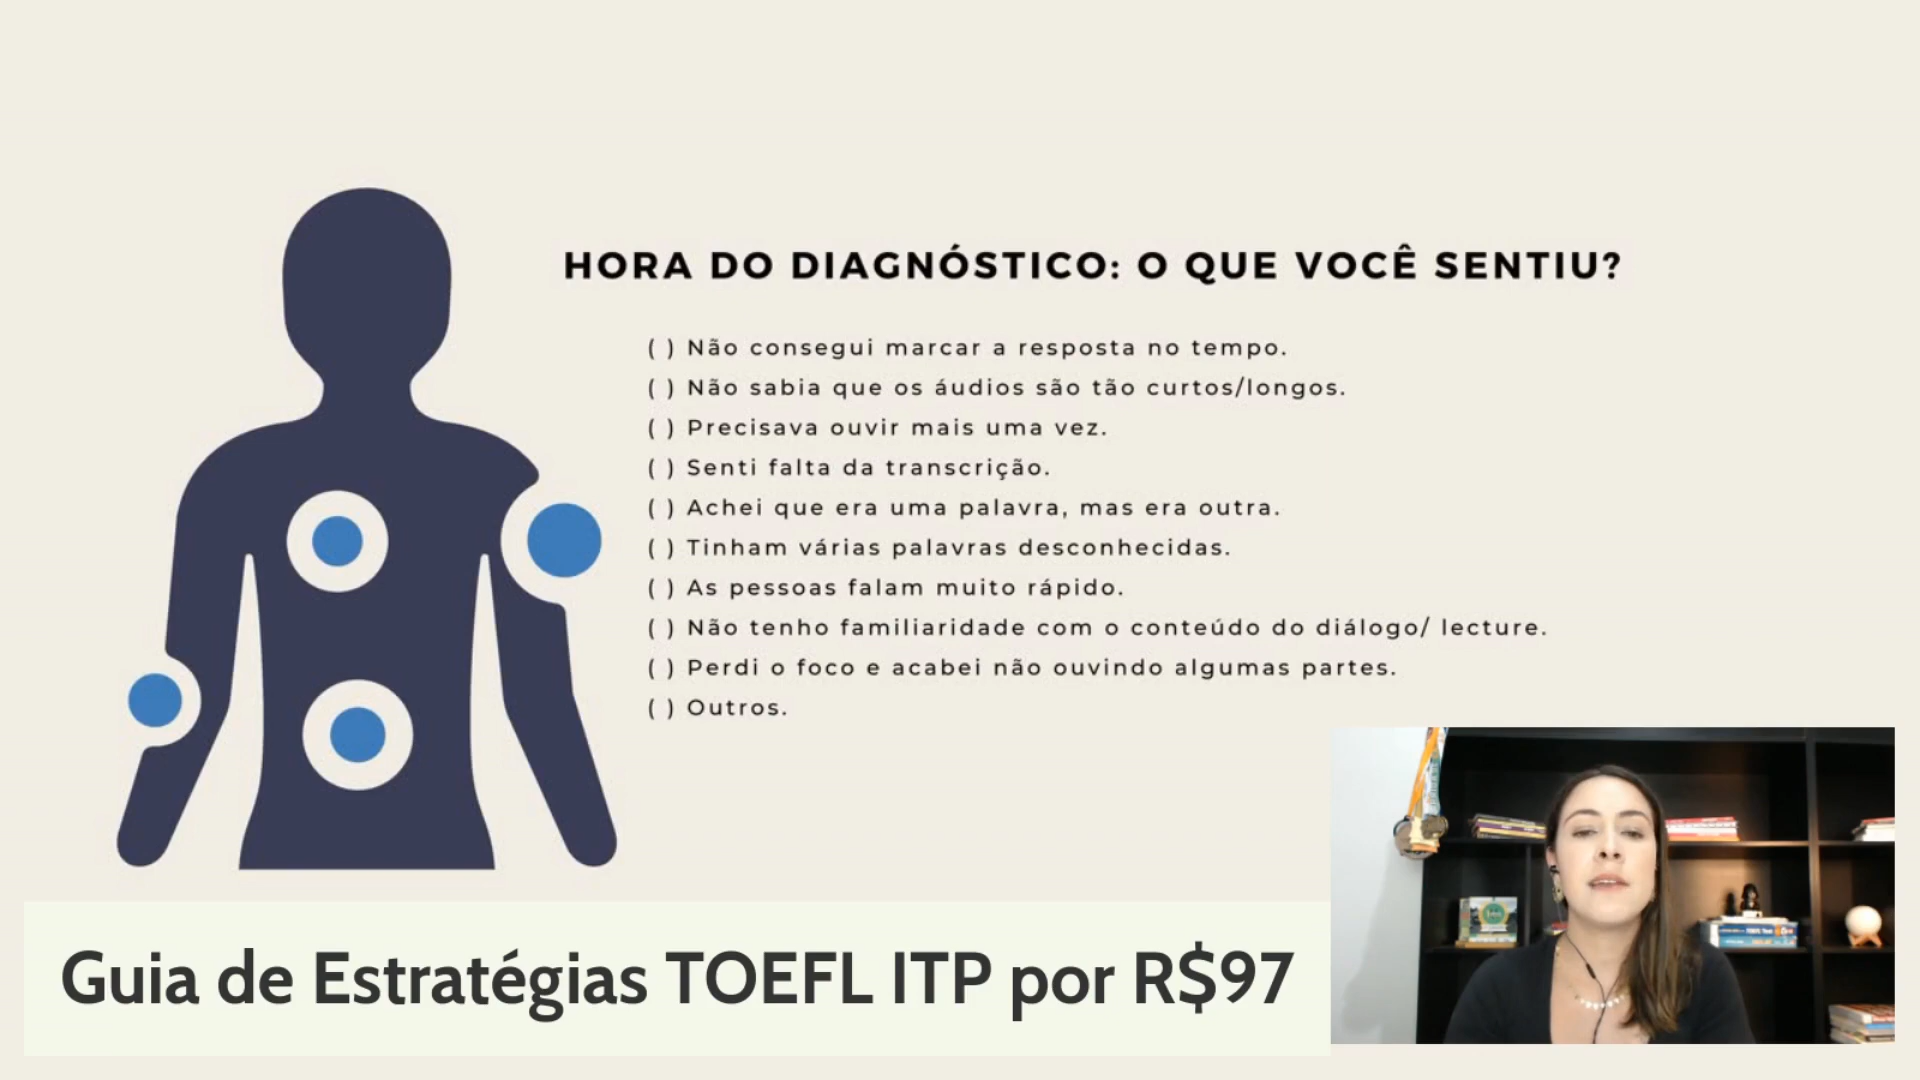 HORA DO DIAGNÓSTICO: O QUE VOCÊ SENTIU?
( ) Não consegui marcar a resposta no tempo.
( ) Não sabia que os áudios são tão curtos/longos.
( ) Precisava ouvir mais uma vez.
( ) Senti falta da transcrição.
( ) Achei que era uma palavra, mas era outra.
( ) Tinham várias palavras desconhecidas.
( ) As pessoas falam muito rápido.
( ) Não tenho familiaridade com o conteúdo do diálogo/ lecture.
( ) Perdi o foco e acabei não ouvindo algumas partes.
( ) Outros.
Guia de Estratégias TOEFL ITP por R$97